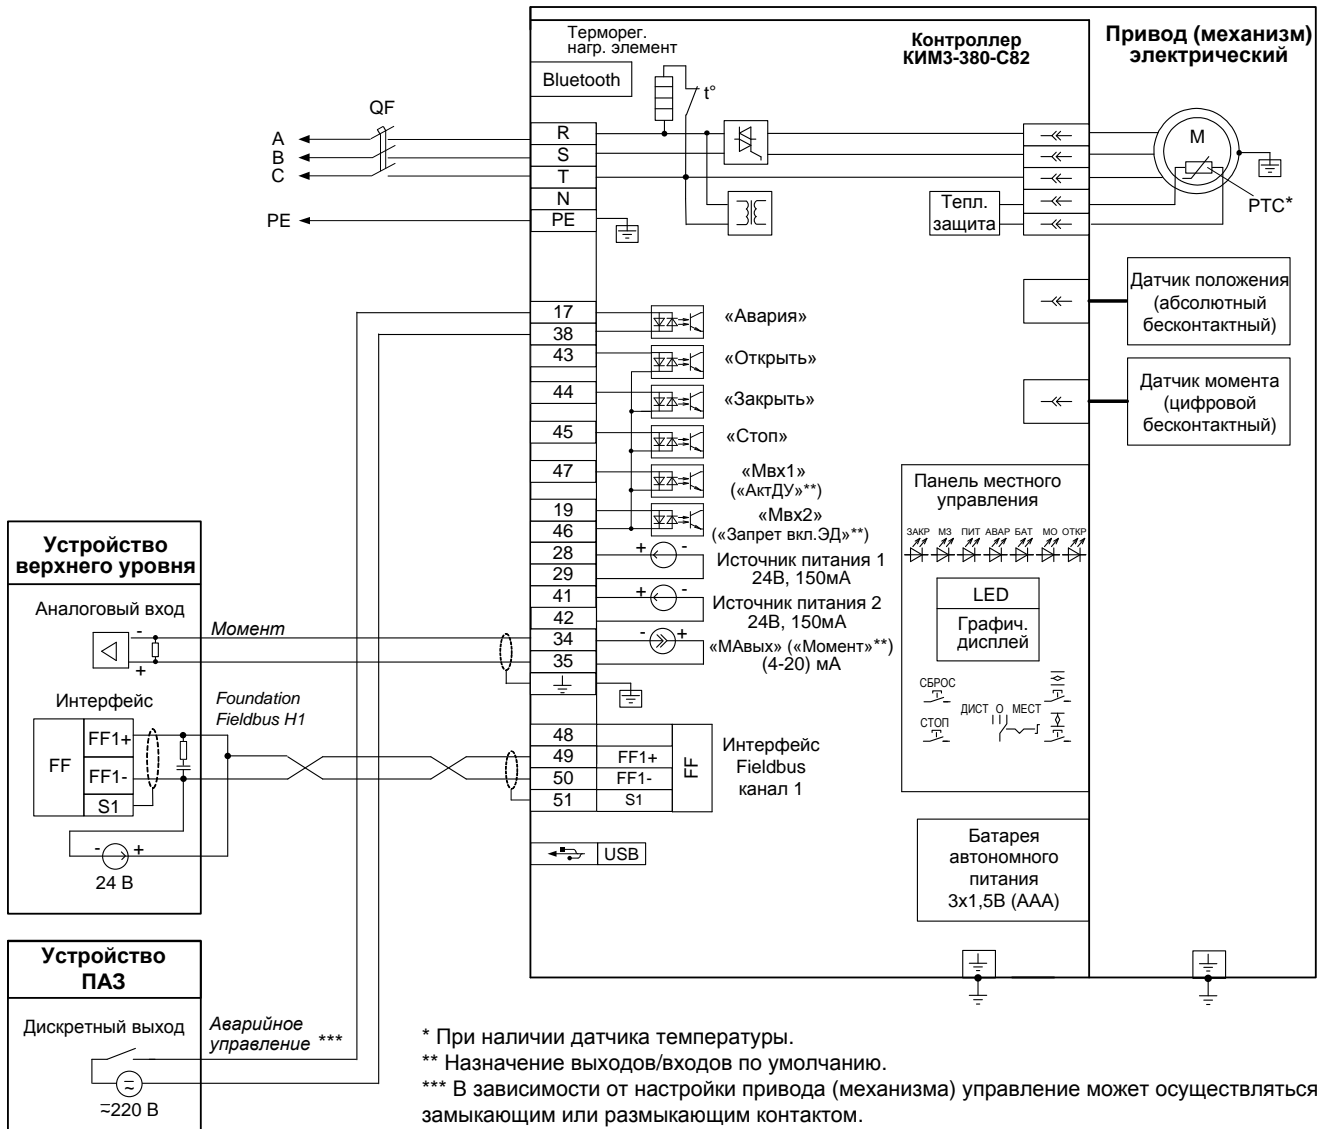 Терморег.
нагр. элемент
Контроллер
КИМ3-380-С82
Привод (механизм)
электрический
Bluetooth
t°
QF
A
B
C
PE
R
S
T
N
PE
M
PTC*
Тепл.
защита
Датчик положения
(абсолютный
бесконтактный)
Датчик момента
(цифровой
бесконтактный)
17
38
«Авария»
43
«Открыть»
44
«Закрыть»
45
«Стоп»
47
«Мвх1»
(«АктДУ»**)
19
46
«Мвх2»
(«Запрет вкл.ЭД»**)
28
29
+ -
Источник питания 1
24В, 150мА
41
42
+ -
Источник питания 2
24В, 150мА
34
35
- +
«МАвых» («Момент»**)
(4-20) мА
48
49 FF1+
50 FF1-
51 S1
FF
Интерфейс
Fieldbus
канал 1
USB
Панель местного
управления
ЗАКР МЗ ПИТ АВАР БАТ МО ОТКР
LED
Графич.
дисплей
СБРОС
СТОП
ДИСТ О МЕСТ
Батарея
автономного
питания
3х1,5В (ААА)
Устройство
верхнего уровня
Аналоговый вход
-
+
Момент
Интерфейс
Foundation
Fieldbus H1
FF
FF1+
FF1-
S1
- +
24 В
Устройство
ПАЗ
Дискретный выход
Аварийное
управление ***
≂220 В
* При наличии датчика температуры.
** Назначение выходов/входов по умолчанию.
*** В зависимости от настройки привода (механизма) управление может осуществляться
замыкающим или размыкающим контактом.